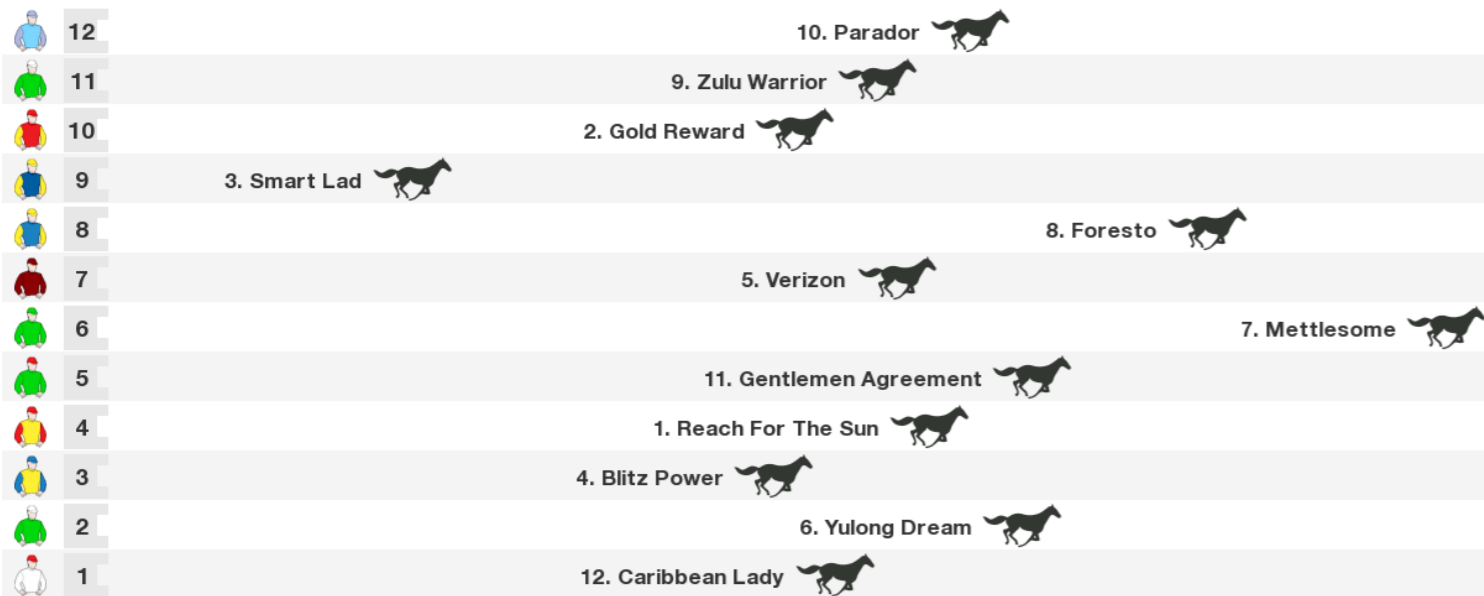 12 10. Parador
11 9. Zulu Warrior
10 2. Gold Reward
9 3. Smart Lad
8 8. Foresto
7 5. Verizon
6 7. Mettlesome
5 11. Gentlemen Agreement
4 1. Reach For The Sun
3 4. Blitz Power
2 6. Yulong Dream
1 12. Caribbean Lady